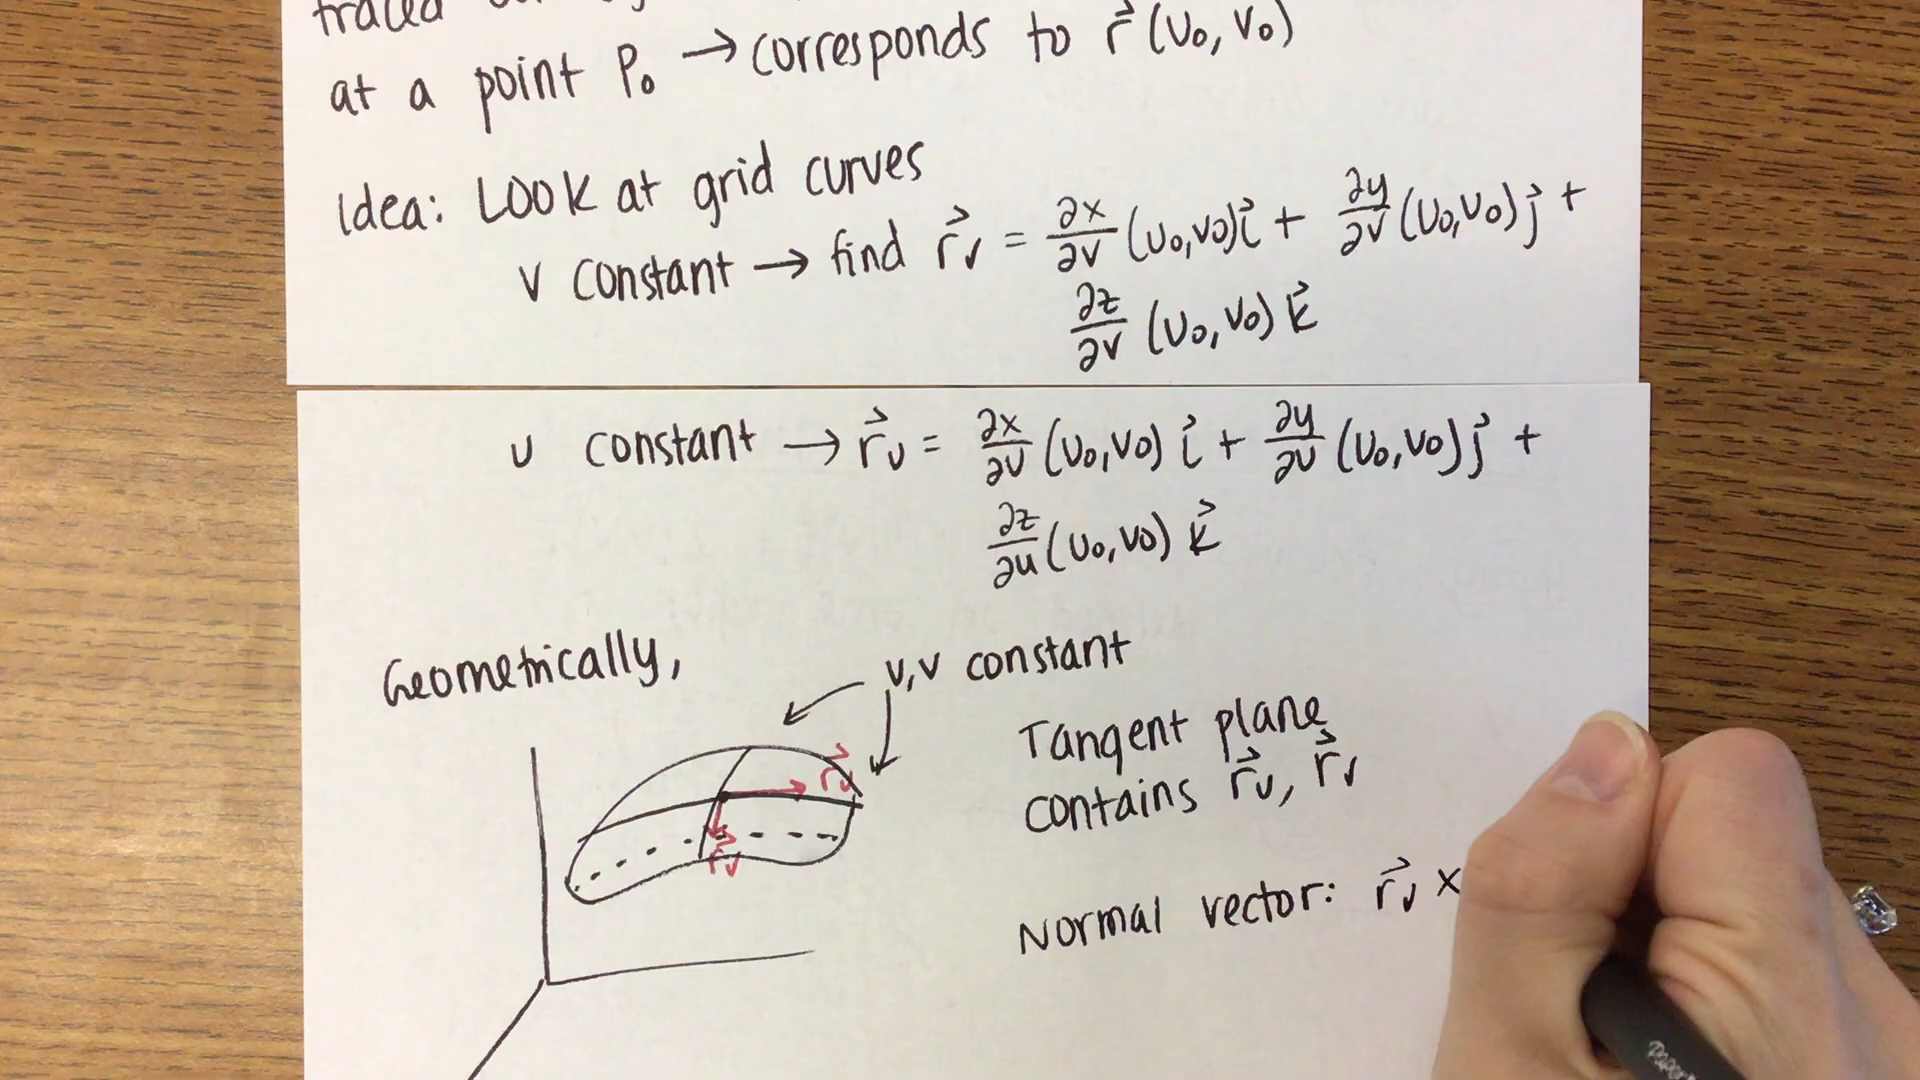 traced
at a point P₀ → corresponds to r⃗(u₀, v₀)
Idea: Look at grid curves
v constant → find r⃗ᵥ = ∂x/∂v (u₀,v₀) i⃗ + ∂y/∂v (u₀,v₀) j⃗ +
∂z/∂v (u₀, v₀) k⃗
u constant → r⃗ᵤ = ∂x/∂u (u₀,v₀) i⃗ + ∂y/∂u (u₀,v₀) j⃗ +
∂z/∂u (u₀,v₀) k⃗
Geometrically,
u,v constant
Tangent plane
contains r⃗ᵤ, r⃗ᵥ
r⃗ᵤ
r⃗ᵥ
Normal vector: r⃗ᵤ ×